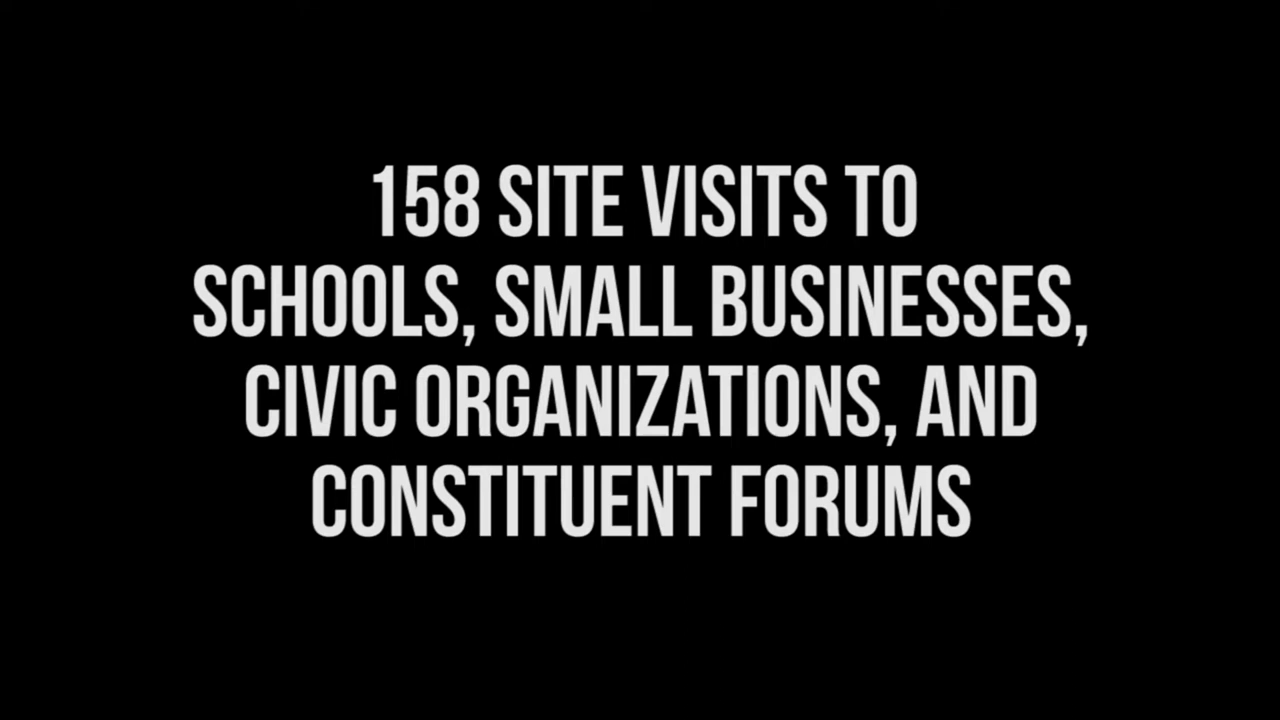 158 SITE VISITS TO
SCHOOLS, SMALL BUSINESSES,
CIVIC ORGANIZATIONS, AND
CONSTITUENT FORUMS